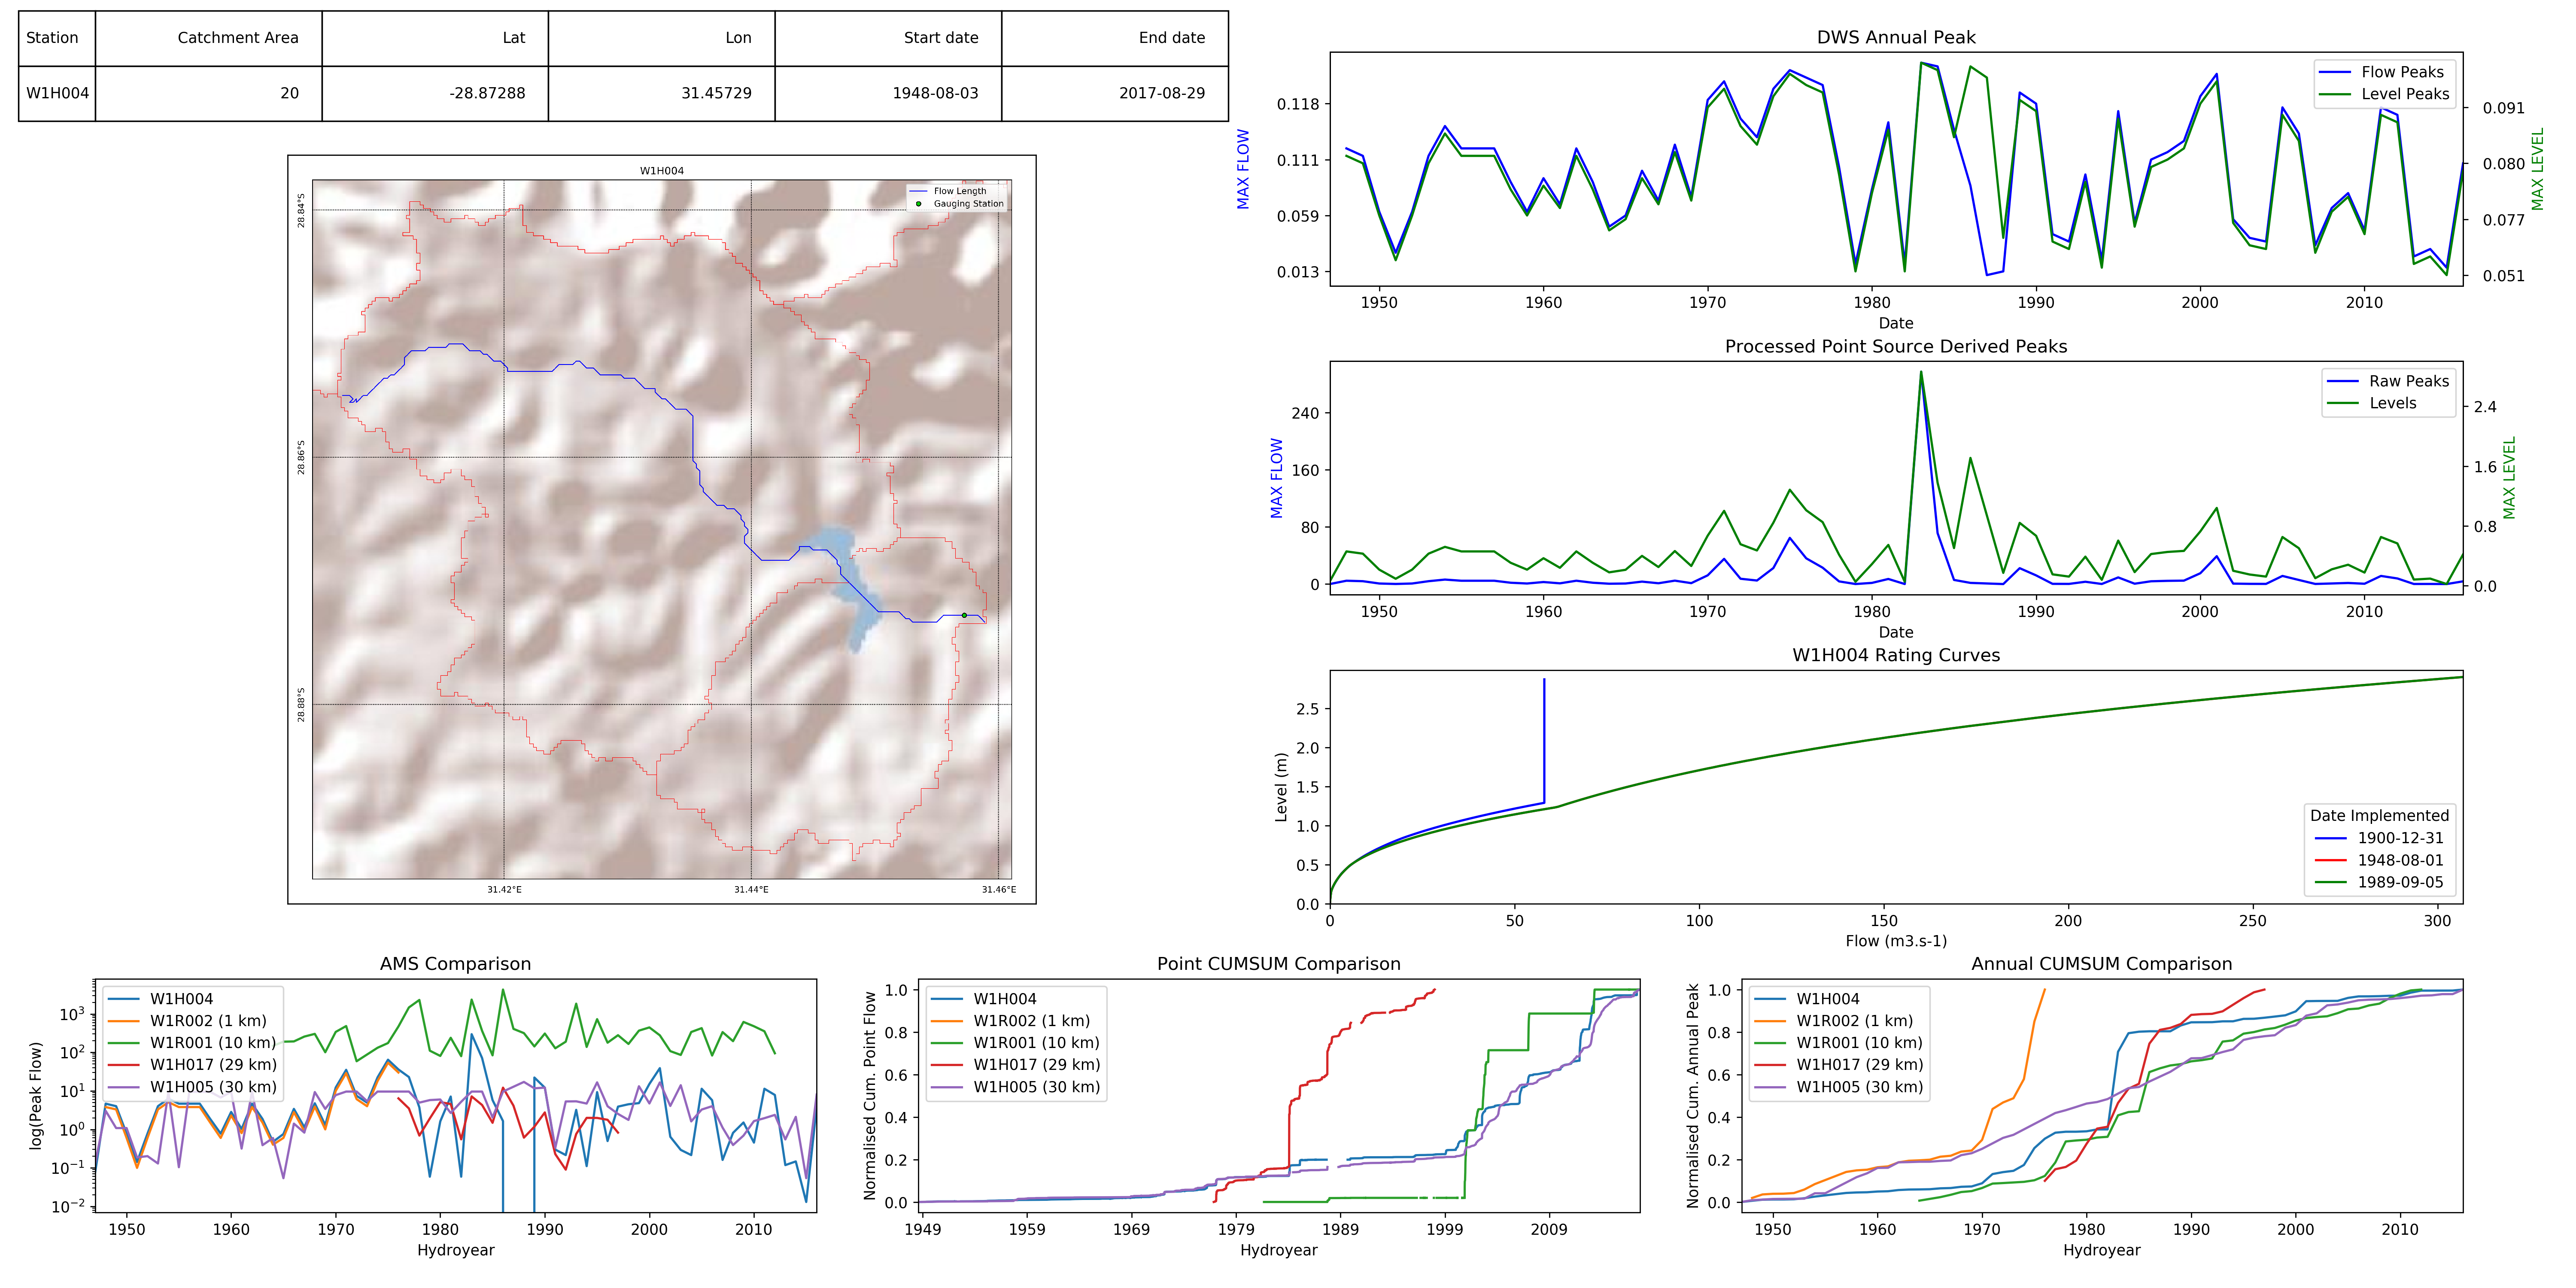 Station Catchment Area Lat Lon Start date End date
W1H004 20 -28.87288 31.45729 1948-08-03 2017-08-29
W1H004
Flow Length
Gauging Station
28.84°S
28.86°S
28.88°S
31.42°E 31.44°E 31.46°E
DWS Annual Peak
Flow Peaks
Level Peaks
MAX FLOW
0.118
0.111
0.059
0.013
0.091
0.080
0.077
0.051
MAX LEVEL
1950 1960 1970 1980 1990 2000 2010
Date
Processed Point Source Derived Peaks
Raw Peaks
Levels
MAX FLOW
240
160
80
0
2.4
1.6
0.8
0.0
MAX LEVEL
1950 1960 1970 1980 1990 2000 2010
Date
W1H004 Rating Curves
Level (m)
2.5
2.0
1.5
1.0
0.5
0.0
Date Implemented
1900-12-31
1948-08-01
1989-09-05
0 50 100 150 200 250 300
Flow (m3.s-1)
AMS Comparison
log(Peak Flow)
10³
10²
10¹
10⁰
10⁻¹
10⁻²
W1H004
W1R002 (1 km)
W1R001 (10 km)
W1H017 (29 km)
W1H005 (30 km)
1950 1960 1970 1980 1990 2000 2010
Hydroyear
Point CUMSUM Comparison
Normalised Cum. Point Flow
1.0
0.8
0.6
0.4
0.2
0.0
W1H004
W1R002 (1 km)
W1R001 (10 km)
W1H017 (29 km)
W1H005 (30 km)
1949 1959 1969 1979 1989 1999 2009
Hydroyear
Annual CUMSUM Comparison
Normalised Cum. Annual Peak
1.0
0.8
0.6
0.4
0.2
0.0
W1H004
W1R002 (1 km)
W1R001 (10 km)
W1H017 (29 km)
W1H005 (30 km)
1950 1960 1970 1980 1990 2000 2010
Hydroyear